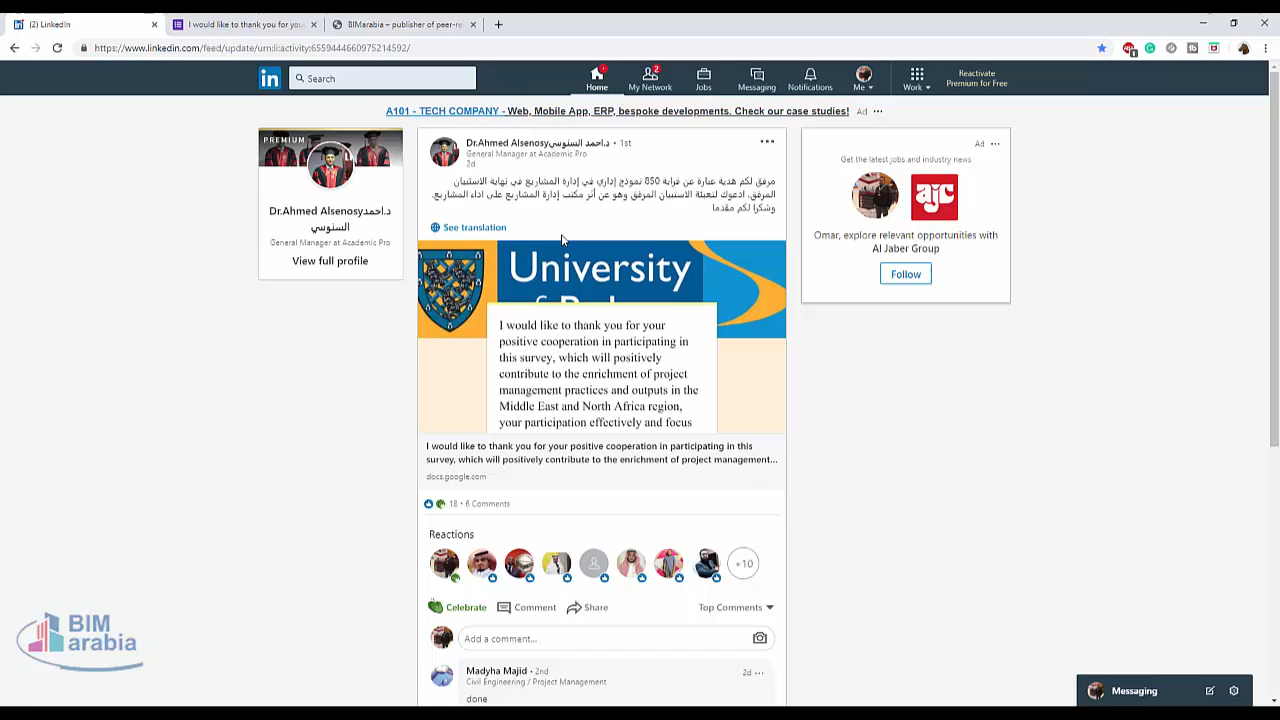 (2) LinkedIn
I would like to thank you for you
BIMarabia – publisher of peer-re
https://www.linkedin.com/feed/update/urn:li:activity:6559444660975214592/
in
Search
Home
2
My Network
Jobs
Messaging
Notifications
Me
Work
Reactivate
Premium for Free
A101 - TECH COMPANY - Web, Mobile App, ERP, bespoke developments. Check our case studies!
Ad
PREMIUM
Dr.Ahmed Alsenosyد.احمد
السنوسي
General Manager at Academic Pro
View full profile
Dr.Ahmed Alsenosyد.احمد السنوسي • 1st
General Manager at Academic Pro
2d
مرفق لكم هدية عبارة عن قرابة 850 نموذج إداري في إدارة المشاريع في نهاية الاستبيان
المرفق. ادعوك لتعبئة الاستبيان المرفق وهو عن أثر مكتب إدارة المشاريع على اداء المشاريع.
وشكرا لكم مقدما
See translation
University
I would like to thank you for your
positive cooperation in participating in
this survey, which will positively
contribute to the enrichment of project
management practices and outputs in the
Middle East and North Africa region,
your participation effectively and focus
I would like to thank you for your positive cooperation in participating in this
survey, which will positively contribute to the enrichment of project management...
docs.google.com
18 • 6 Comments
Reactions
+10
Celebrate
Comment
Share
Top Comments
Add a comment...
Madyha Majid • 2nd
2d
Civil Engineering / Project Management
done
Ad
Get the latest jobs and industry news
ajc
Omar, explore relevant opportunities with
Al Jaber Group
Follow
BIM
arabia
Messaging